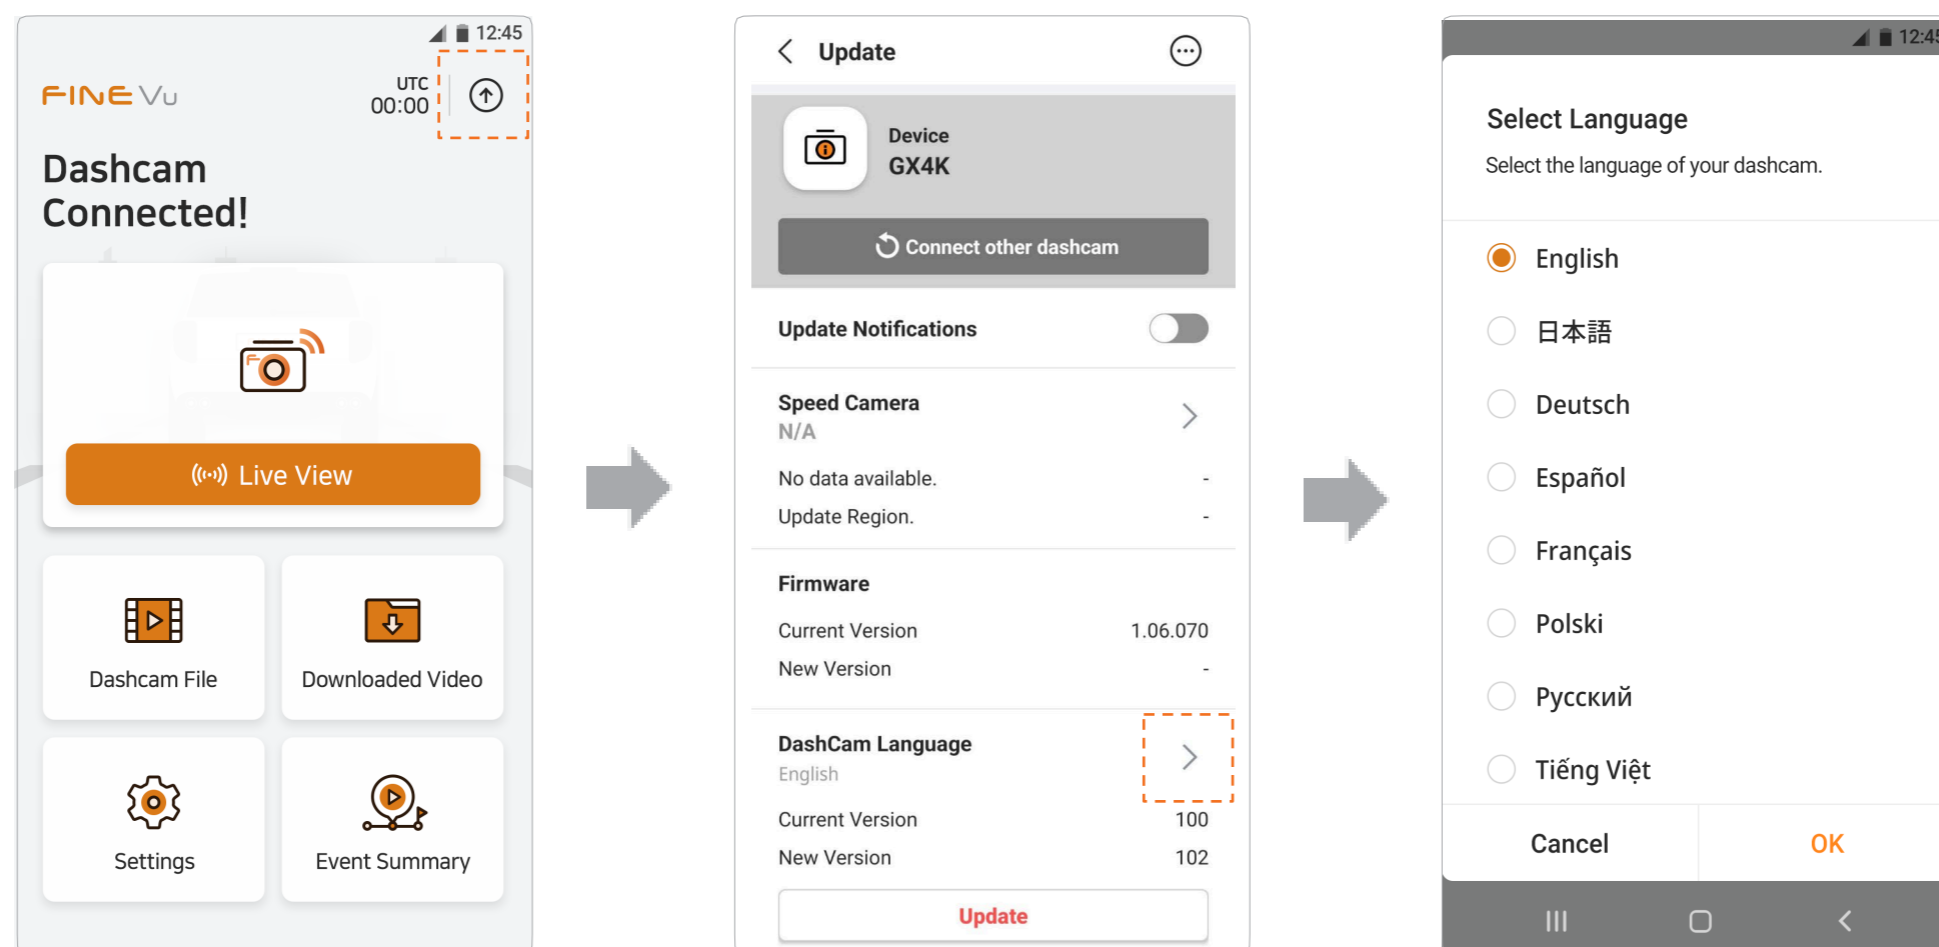 12:45
FINE Vu
UTC
00:00
Dashcam
Connected!
Live View
Dashcam File
Downloaded Video
Settings
Event Summary
Update
Device
GX4K
Connect other dashcam
Update Notifications
Speed Camera
N/A
No data available. -
Update Region. -
Firmware
Current Version 1.06.070
New Version -
DashCam Language
English
Current Version 100
New Version 102
Update
12:45
Select Language
Select the language of your dashcam.
English
日本語
Deutsch
Español
Français
Polski
Русский
Tiếng Việt
Cancel OK